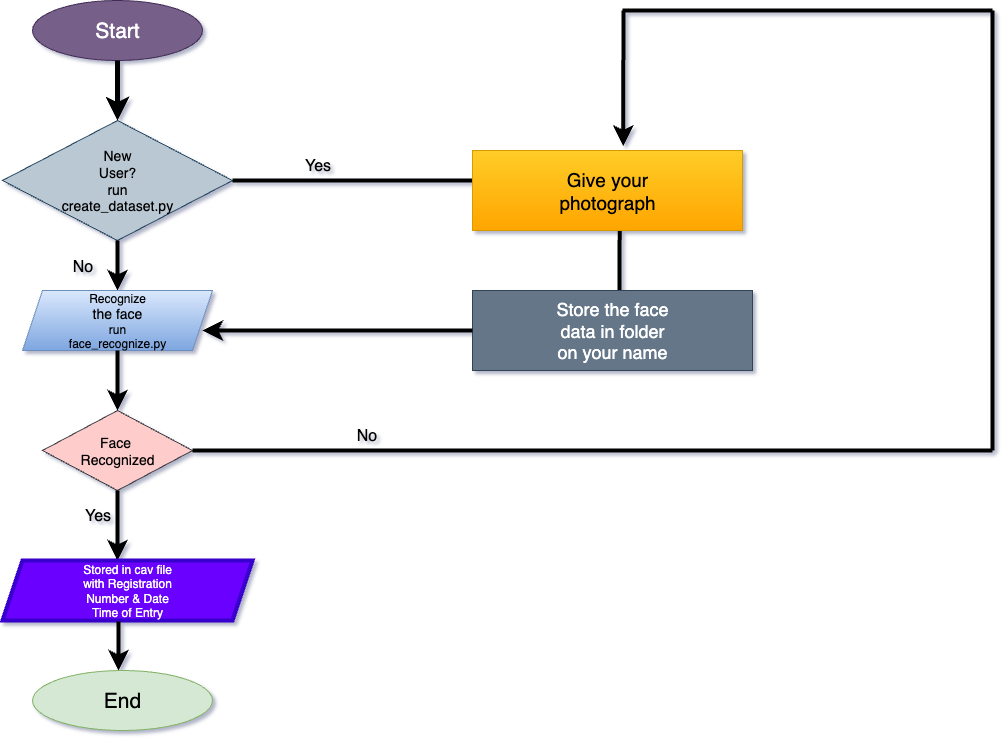 Start
New
User?
run
create_dataset.py
Yes
Give your
photograph
No
Recognize
the face
run
face_recognize.py
Store the face
data in folder
on your name
Face
Recognized
No
Yes
Stored in cav file
with Registration
Number & Date
Time of Entry
End